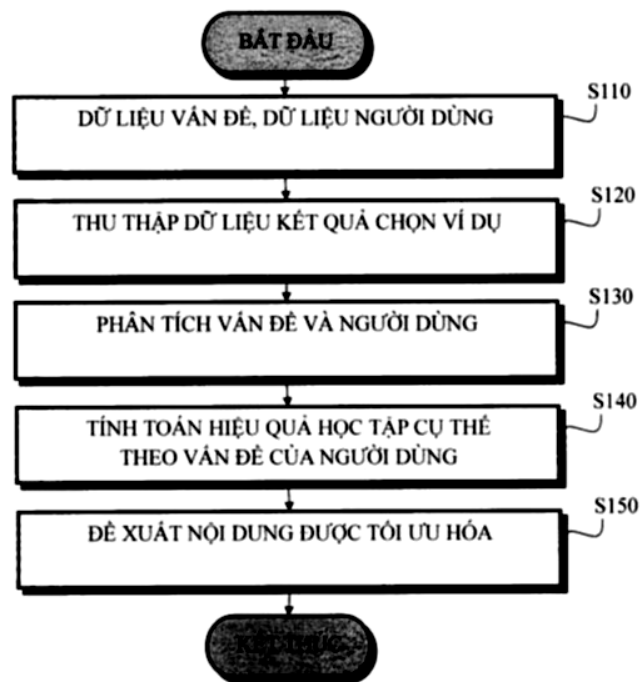 BẮT ĐẦU
S110
DỮ LIỆU VẤN ĐỀ, DỮ LIỆU NGƯỜI DÙNG
S120
THU THẬP DỮ LIỆU KẾT QUẢ CHỌN VÍ DỤ
S130
PHÂN TÍCH VẤN ĐỀ VÀ NGƯỜI DÙNG
S140
TÍNH TOÁN HIỆU QUẢ HỌC TẬP CỤ THỂ
THEO VẤN ĐỀ CỦA NGƯỜI DÙNG
S150
ĐỀ XUẤT NỘI DUNG ĐƯỢC TỐI ƯU HÓA
KẾT THÚC